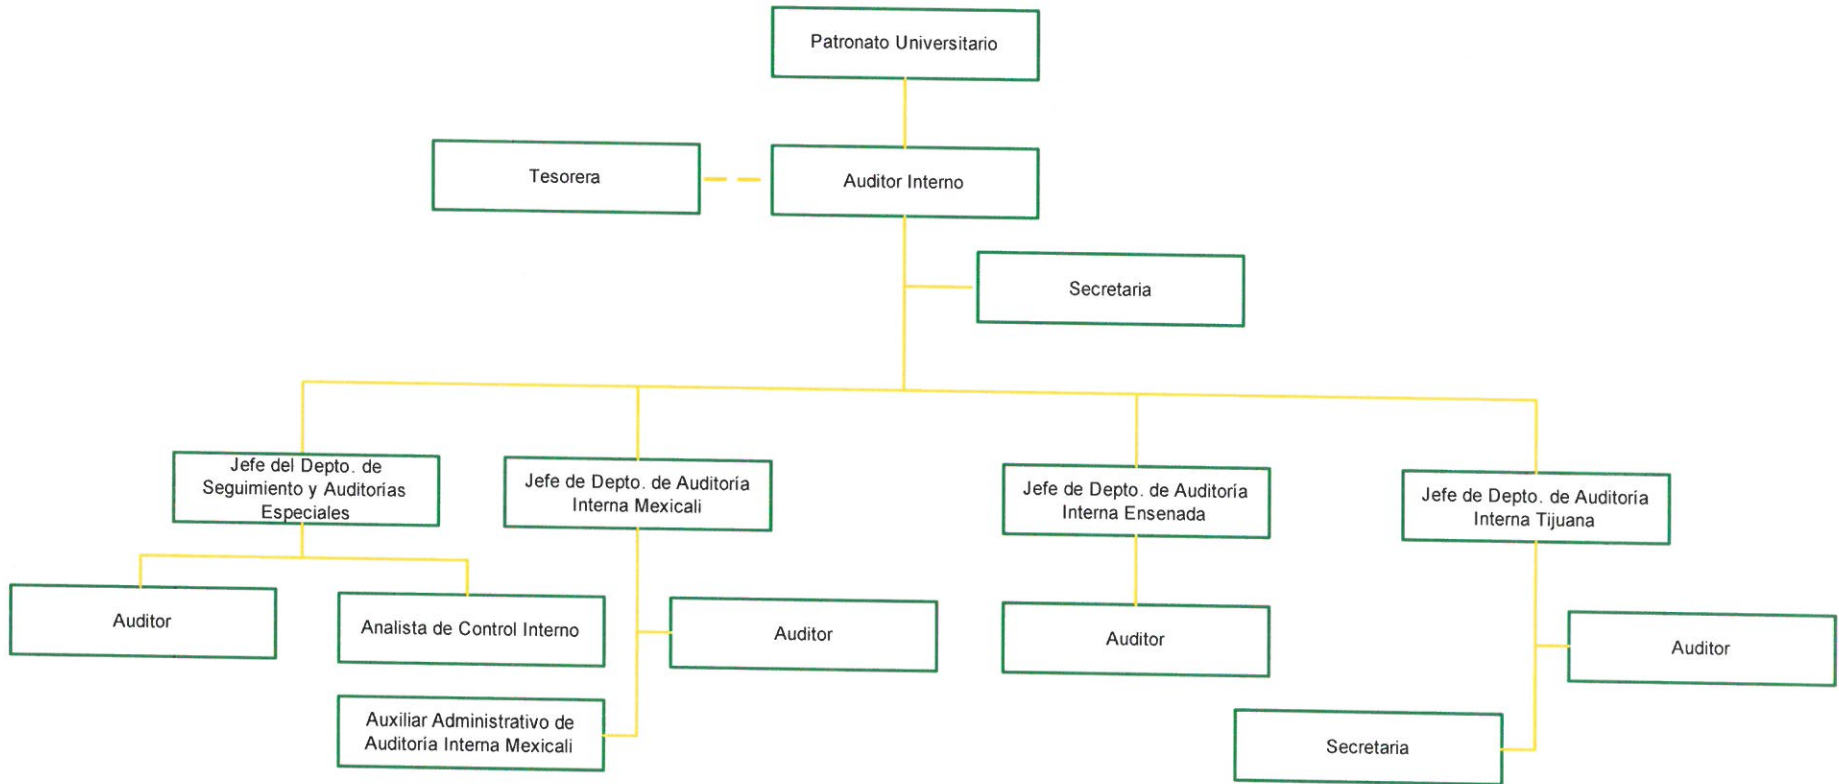 Patronato Universitario
Tesorera
Auditor Interno
Secretaria
Jefe del Depto. de
Seguimiento y Auditorías
Especiales
Jefe de Depto. de Auditoría
Interna Mexicali
Jefe de Depto. de Auditoría
Interna Ensenada
Jefe de Depto. de Auditoría
Interna Tijuana
Auditor
Analista de Control Interno
Auditor
Auditor
Auditor
Auxiliar Administrativo de
Auditoría Interna Mexicali
Secretaria